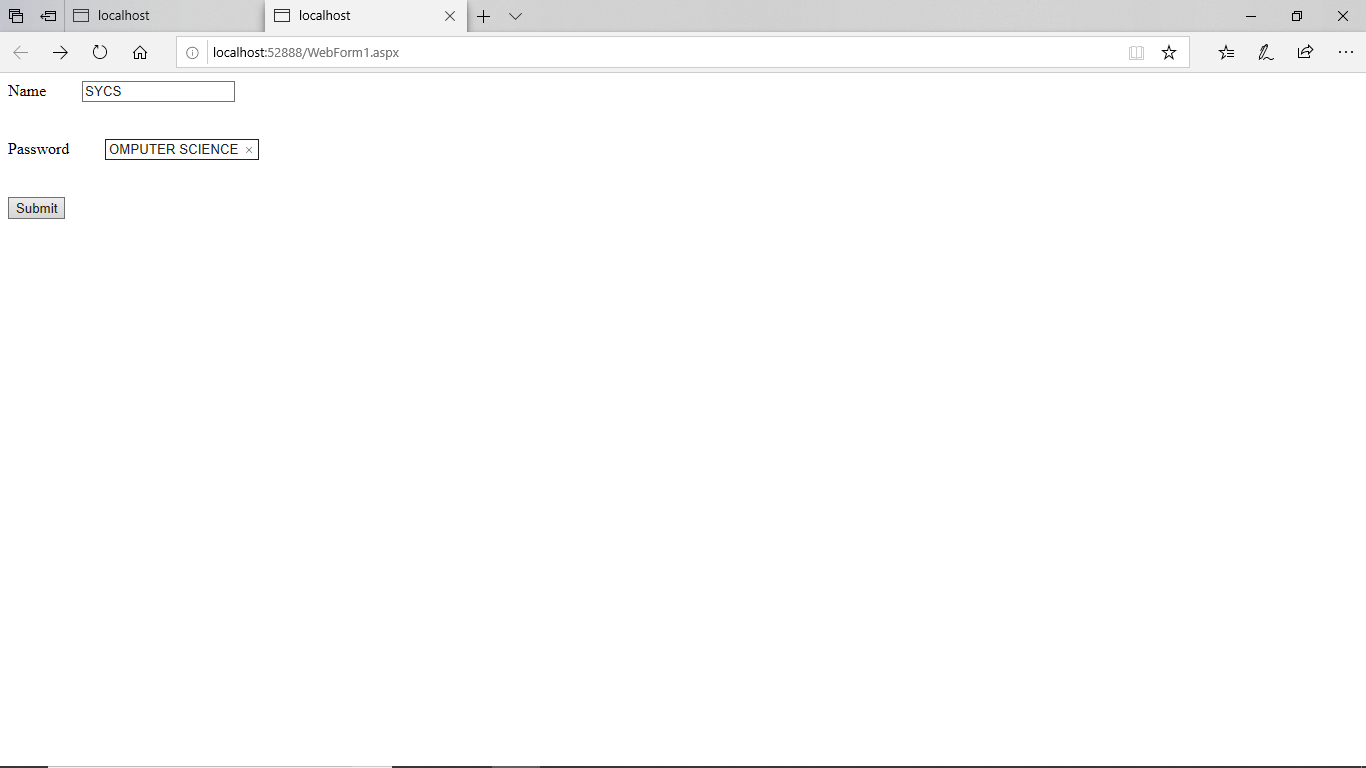 localhost
localhost
localhost:52888/WebForm1.aspx
Name SYCS
Password OMPUTER SCIENCE
Submit